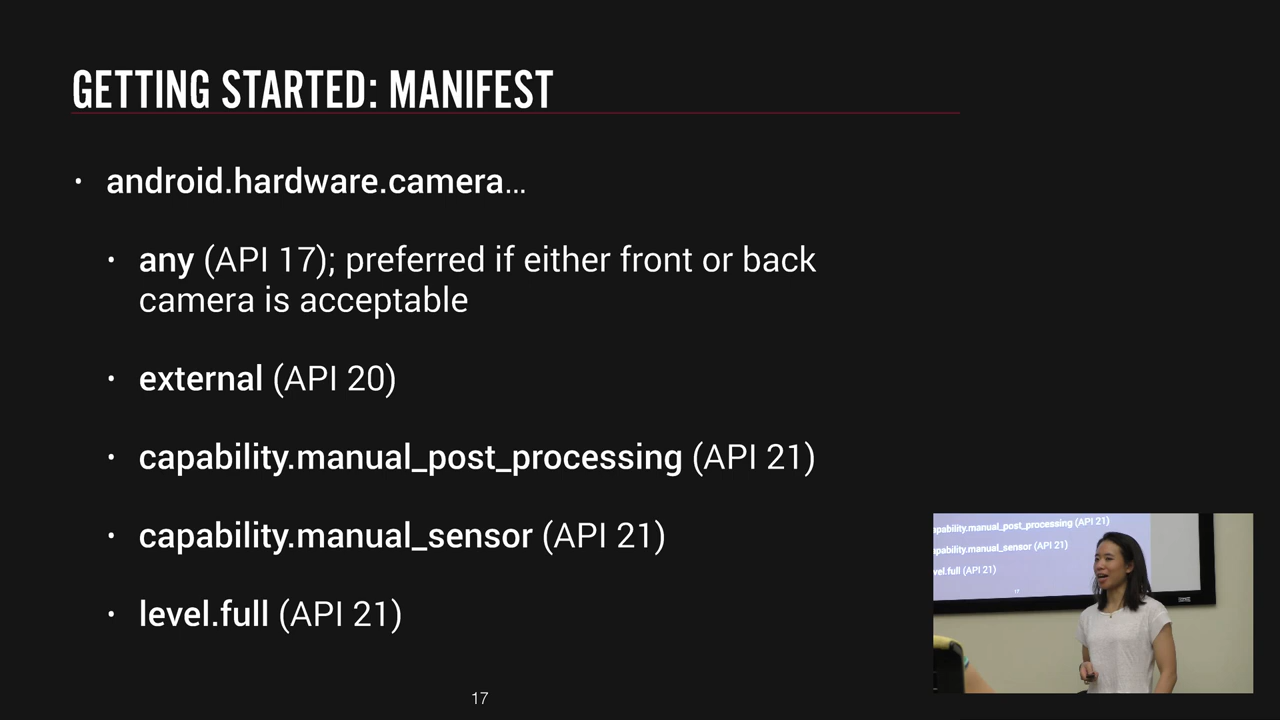 GETTING STARTED: MANIFEST
• android.hardware.camera…
• any (API 17); preferred if either front or back
camera is acceptable
• external (API 20)
• capability.manual_post_processing (API 21)
• capability.manual_sensor (API 21)
• level.full (API 21)
17
capability.manual_post_processing (API 21)
capability.manual_sensor (API 21)
level.full (API 21)
17